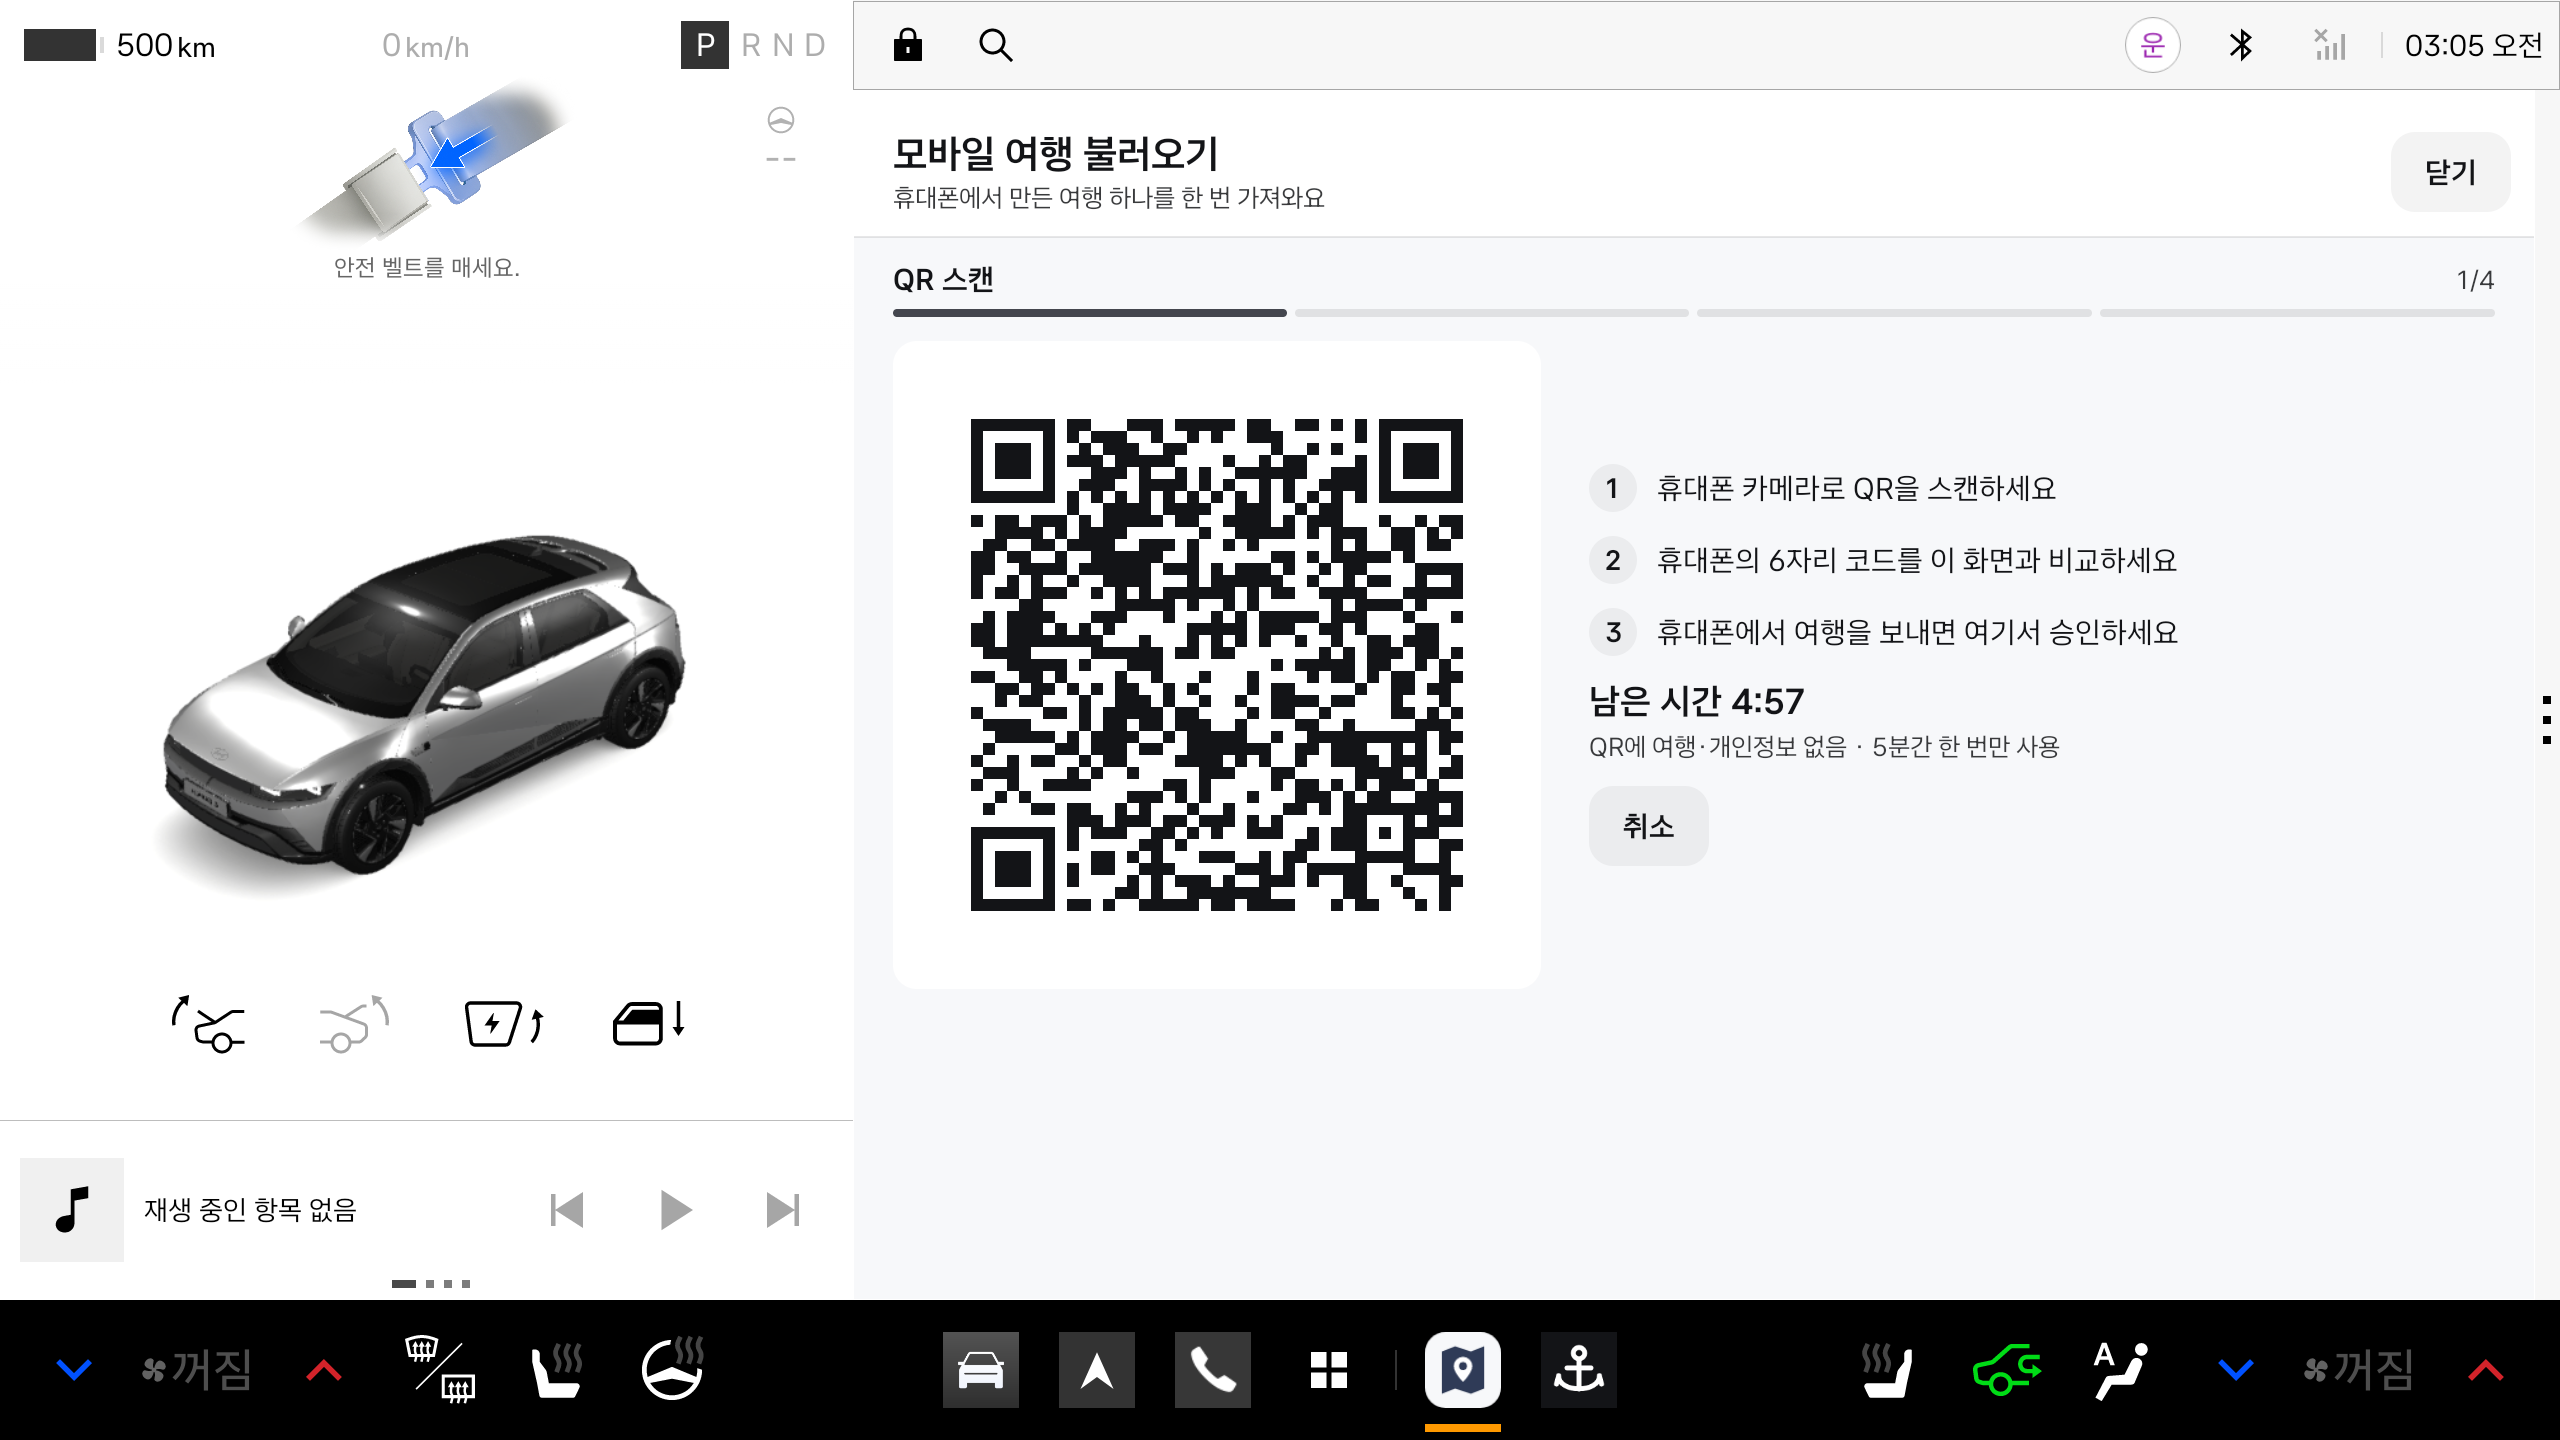 500 km
0 km/h
P R N D
운
03:05 오전
안전 벨트를 매세요.
--
모바일 여행 불러오기
휴대폰에서 만든 여행 하나를 한 번 가져와요
닫기
QR 스캔
1/4
1 휴대폰 카메라로 QR을 스캔하세요
2 휴대폰의 6자리 코드를 이 화면과 비교하세요
3 휴대폰에서 여행을 보내면 여기서 승인하세요
남은 시간 4:57
QR에 여행·개인정보 없음 · 5분간 한 번만 사용
취소
재생 중인 항목 없음
꺼짐
A
꺼짐